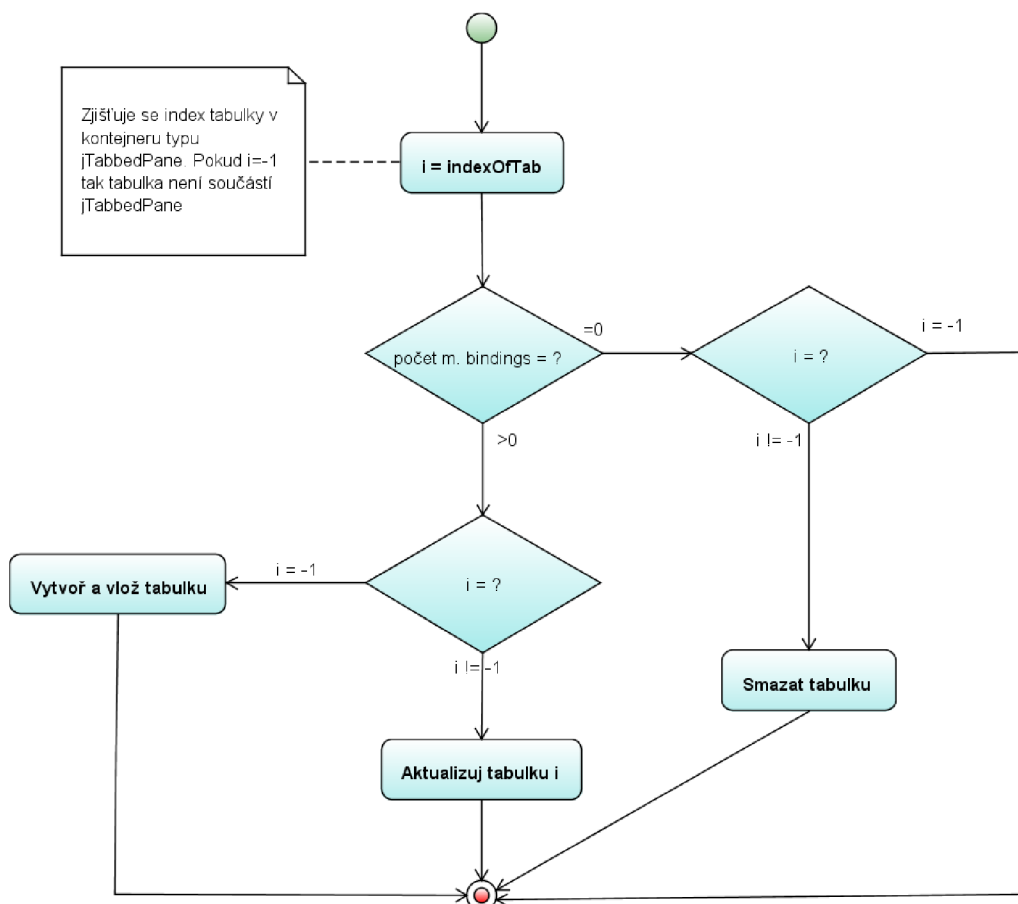 Zjišťuje se index tabulky v
kontejneru typu
jTabbedPane. Pokud i=-1
tak tabulka není součástí
jTabbedPane
i = indexOfTab
počet m. bindings = ?
=0
i = ?
i = -1
>0
i != -1
Vytvoř a vlož tabulku
i = -1
i = ?
i != -1
Smazat tabulku
Aktualizuj tabulku i